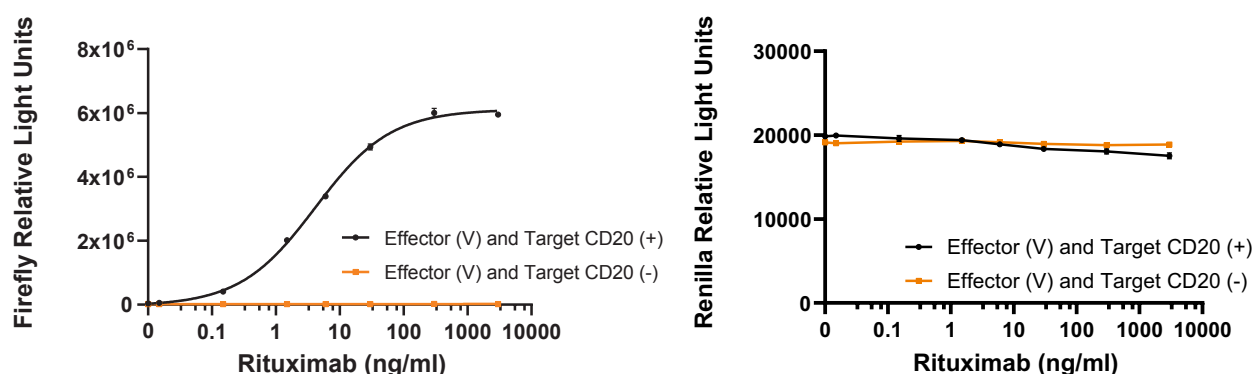 Firefly Relative Light Units
8x10⁶
6x10⁶
4x10⁶
2x10⁶
0
0 0.1 1 10 100 1000 10000
Rituximab (ng/ml)
Effector (V) and Target CD20 (+)
Effector (V) and Target CD20 (-)
Renilla Relative Light Units
30000
20000
10000
0
0 0.1 1 10 100 1000 10000
Rituximab (ng/ml)
Effector (V) and Target CD20 (+)
Effector (V) and Target CD20 (-)